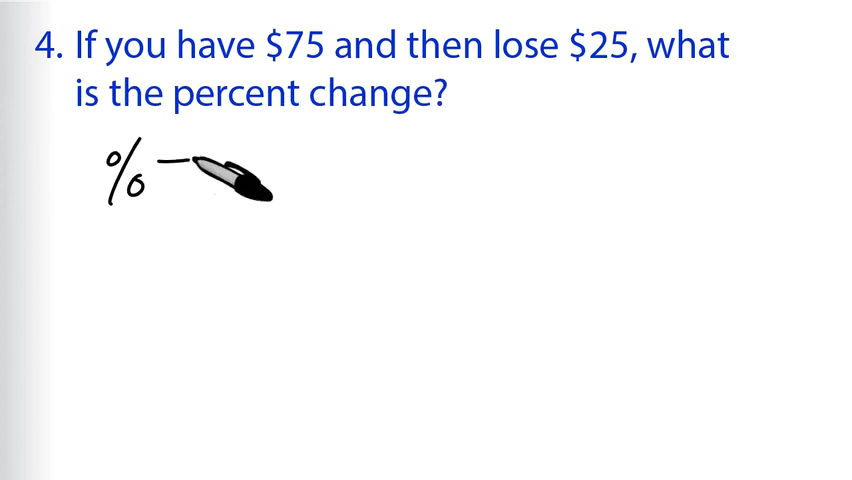 4. If you have $75 and then lose $25, what
is the percent change?
% —